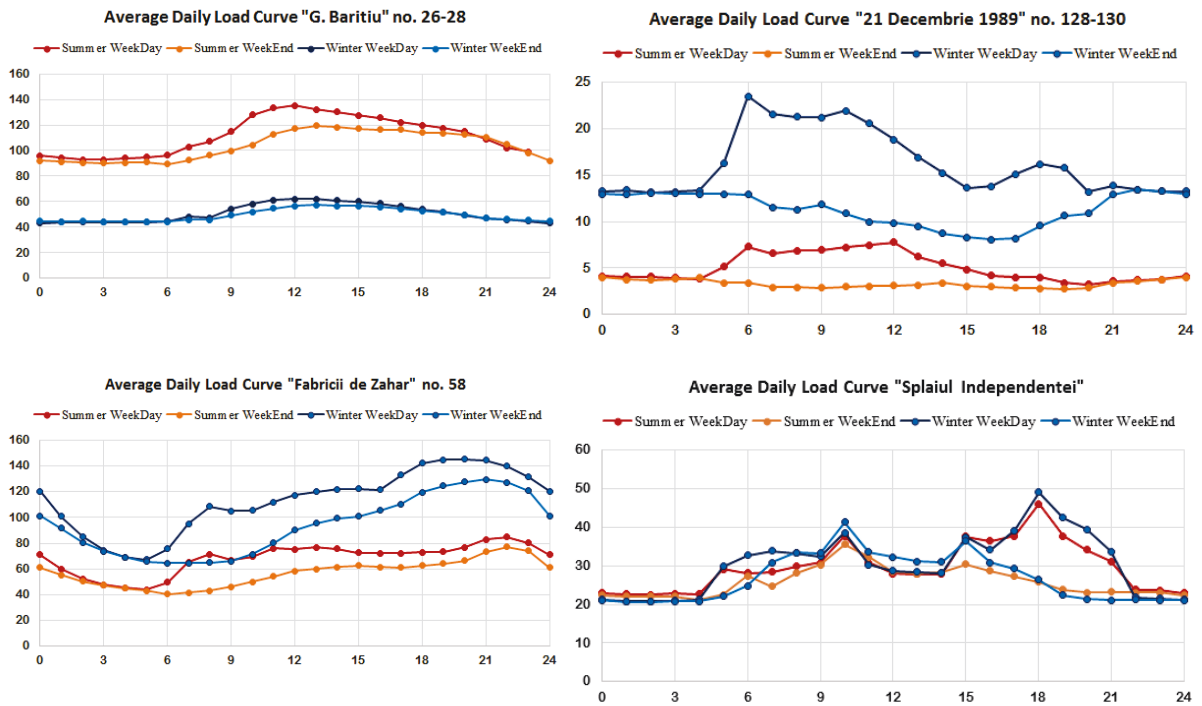 Average Daily Load Curve "G. Baritiu" no. 26-28
Summer WeekDay Summer WeekEnd Winter WeekDay Winter WeekEnd
160
140
120
100
80
60
40
20
0
0 3 6 9 12 15 18 21 24
Average Daily Load Curve "21 Decembrie 1989" no. 128-130
Summer WeekDay Summer WeekEnd Winter WeekDay Winter WeekEnd
25
20
15
10
5
0
0 3 6 9 12 15 18 21 24
Average Daily Load Curve "Fabricii de Zahar" no. 58
Summer WeekDay Summer WeekEnd Winter WeekDay Winter WeekEnd
160
140
120
100
80
60
40
20
0
0 3 6 9 12 15 18 21 24
Average Daily Load Curve "Splaiul Independentei"
Summer WeekDay Summer WeekEnd Winter WeekDay Winter WeekEnd
60
50
40
30
20
10
0
0 3 6 9 12 15 18 21 24